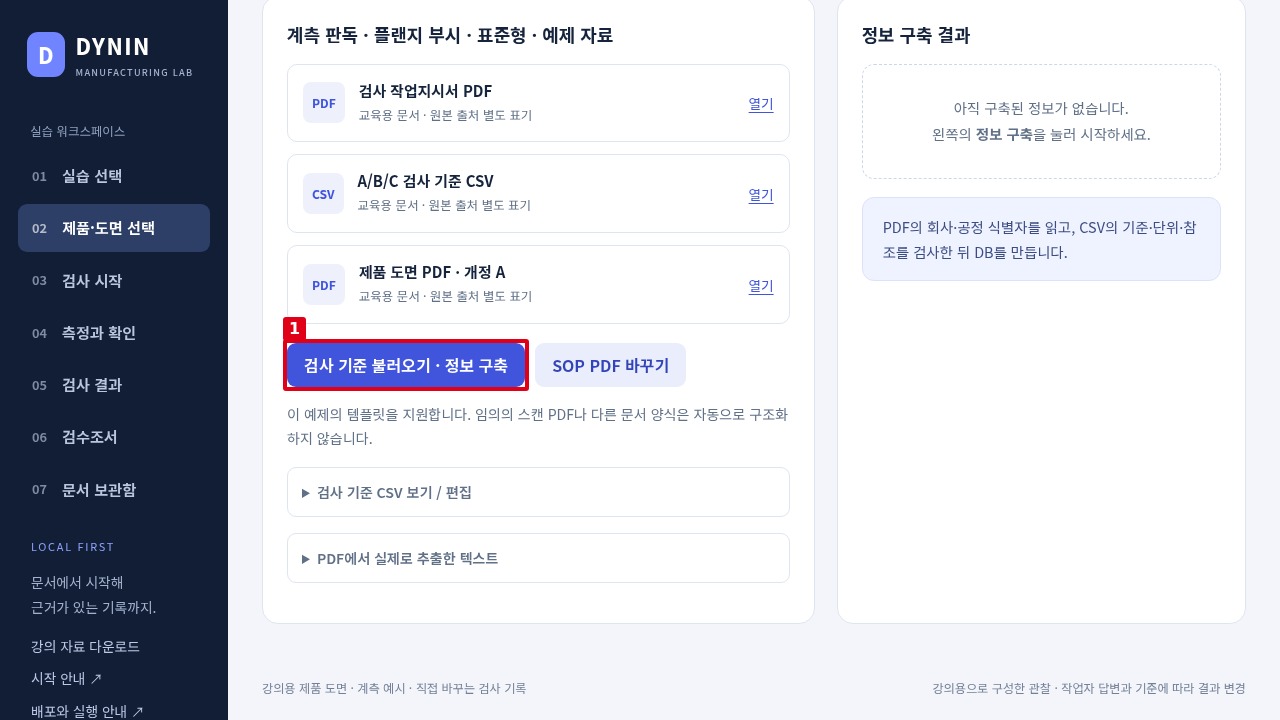 D
DYNIN
MANUFACTURING LAB
실습 워크스페이스
01 실습 선택
02 제품·도면 선택
03 검사 시작
04 측정과 확인
05 검사 결과
06 검수조서
07 문서 보관함
LOCAL FIRST
문서에서 시작해
근거가 있는 기록까지.
강의 자료 다운로드
시작 안내 ↗
배포와 실행 안내 ↗
계측 판독 · 플랜지 부시 · 표준형 · 예제 자료
PDF
검사 작업지시서 PDF
교육용 문서 · 원본 출처 별도 표기
열기
CSV
A/B/C 검사 기준 CSV
교육용 문서 · 원본 출처 별도 표기
열기
PDF
제품 도면 PDF · 개정 A
교육용 문서 · 원본 출처 별도 표기
열기
1
검사 기준 불러오기 · 정보 구축
SOP PDF 바꾸기
이 예제의 템플릿을 지원합니다. 임의의 스캔 PDF나 다른 문서 양식은 자동으로 구조화
하지 않습니다.
▶ 검사 기준 CSV 보기 / 편집
▶ PDF에서 실제로 추출한 텍스트
정보 구축 결과
아직 구축된 정보가 없습니다.
왼쪽의 정보 구축을 눌러 시작하세요.
PDF의 회사·공정 식별자를 읽고, CSV의 기준·단위·참
조를 검사한 뒤 DB를 만듭니다.
강의용 제품 도면 · 계측 예시 · 직접 바꾸는 검사 기록
강의용으로 구성한 관찰 · 작업자 답변과 기준에 따라 결과 변경